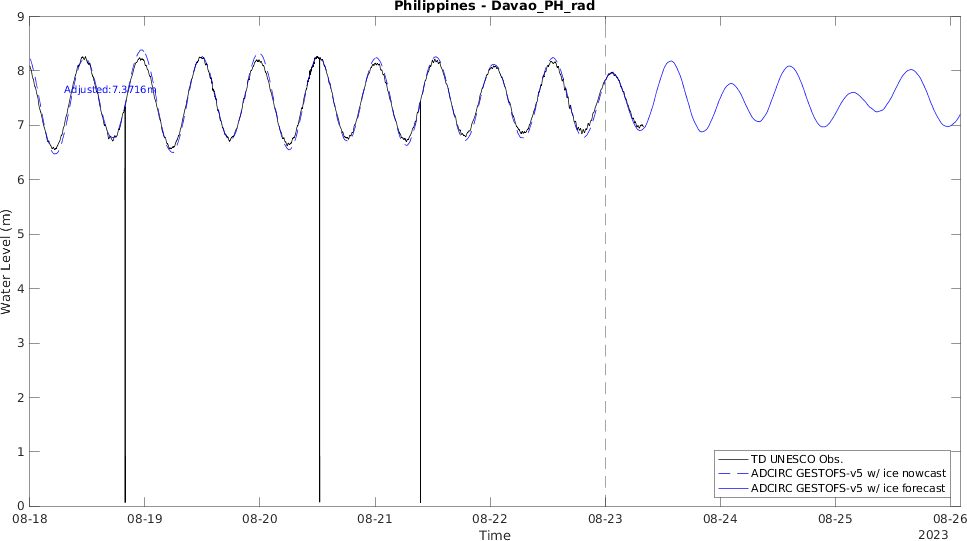 Philippines - Davao_PH_rad
9
8
Adjusted:7.3716m
7
6
5
4
3
2
1
0
Water Level (m)
TD UNESCO Obs.
ADCIRC GESTOFS-v5 w/ ice nowcast
ADCIRC GESTOFS-v5 w/ ice forecast
08-18 08-19 08-20 08-21 08-22 08-23 08-24 08-25 08-26
Time
2023